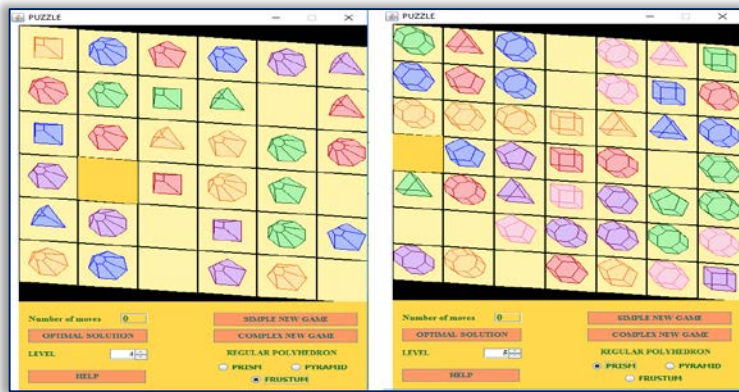 PUZZLE
Number of moves 0
SIMPLE NEW GAME
OPTIMAL SOLUTION
COMPLEX NEW GAME
LEVEL 4
REGULAR POLYHEDRON
PRISM
PYRAMID
HELP
FRUSTUM
PUZZLE
Number of moves 0
SIMPLE NEW GAME
OPTIMAL SOLUTION
COMPLEX NEW GAME
LEVEL
REGULAR POLYHEDRON
PRISM
PYRAMID
HELP
FRUSTUM